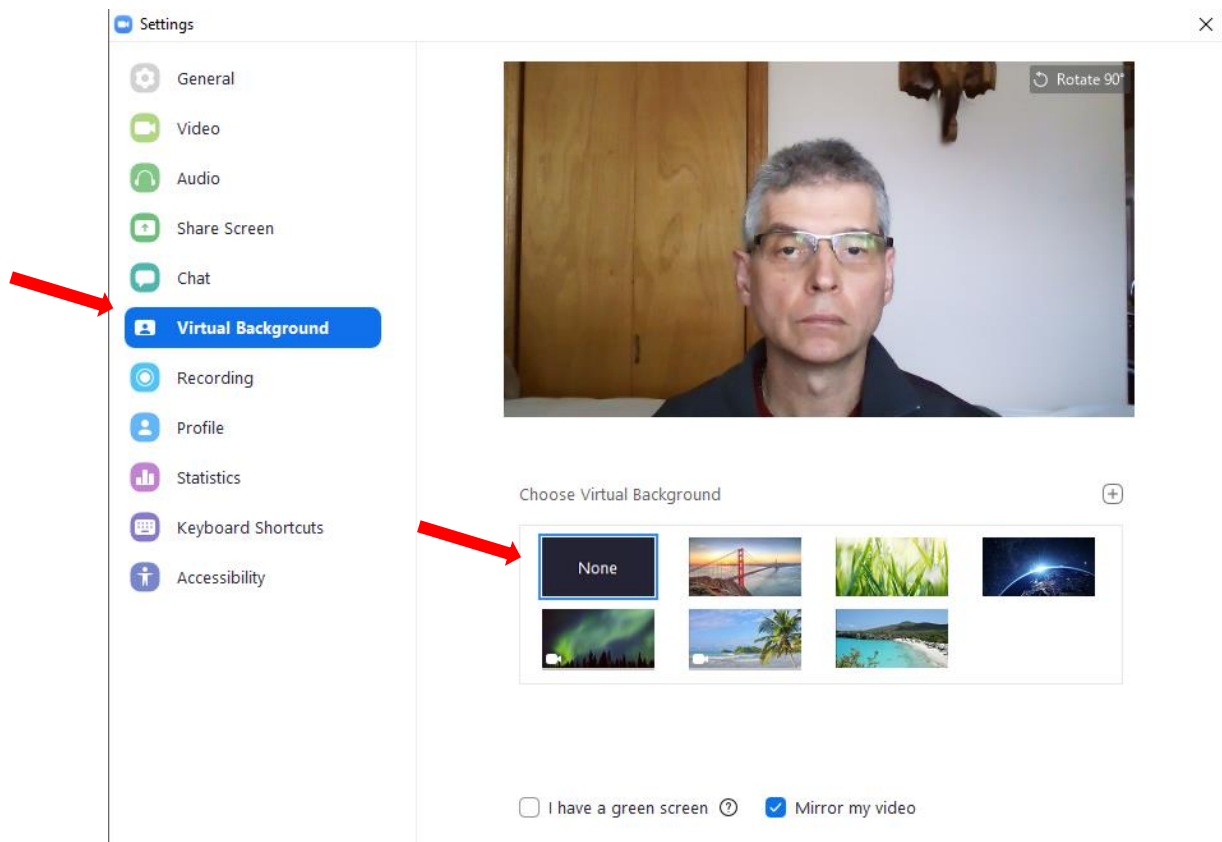 Settings
General
Video
Audio
Share Screen
Chat
Virtual Background
Recording
Profile
Statistics
Keyboard Shortcuts
Accessibility
Rotate 90°
Choose Virtual Background
None
I have a green screen
Mirror my video